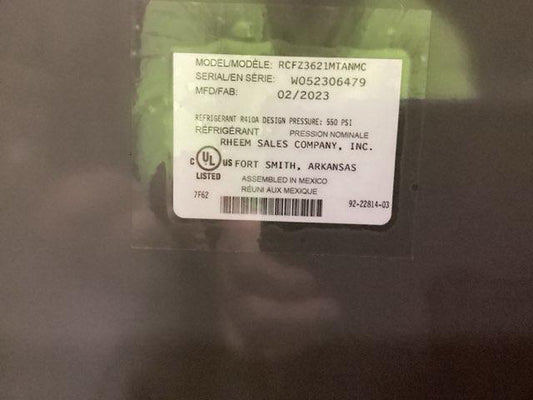 MODEL/MODÈLE: RCFZ3621MTANMC
SERIAL/EN SÉRIE: W052306479
MFD/FAB: 02/2023
REFRIGERANT R410A DESIGN PRESSURE: 550 PSI
RÉFRIGÉRANT PRESSION NOMINALE
RHEEM SALES COMPANY, INC.
C UL US FORT SMITH, ARKANSAS
LISTED ASSEMBLED IN MEXICO
RÉUNI AUX MEXIQUE
7F62 92-22814-03